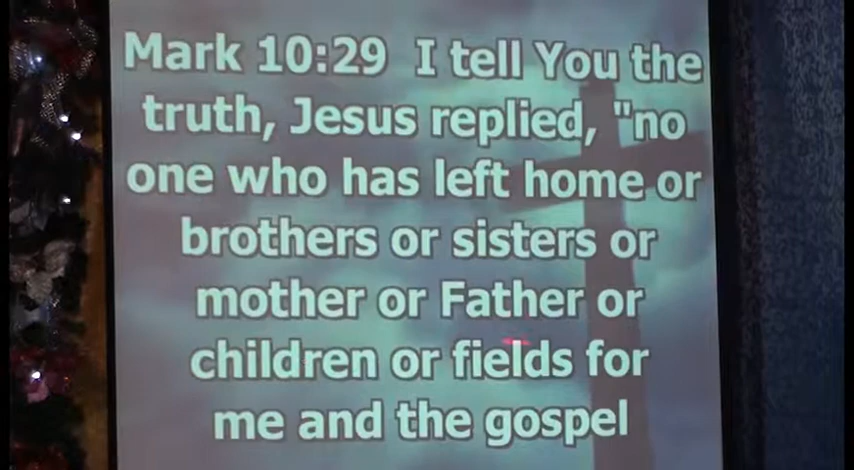 Mark 10:29 I tell You the
truth, Jesus replied, "no
one who has left home or
brothers or sisters or
mother or Father or
children or fields for
me and the gospel